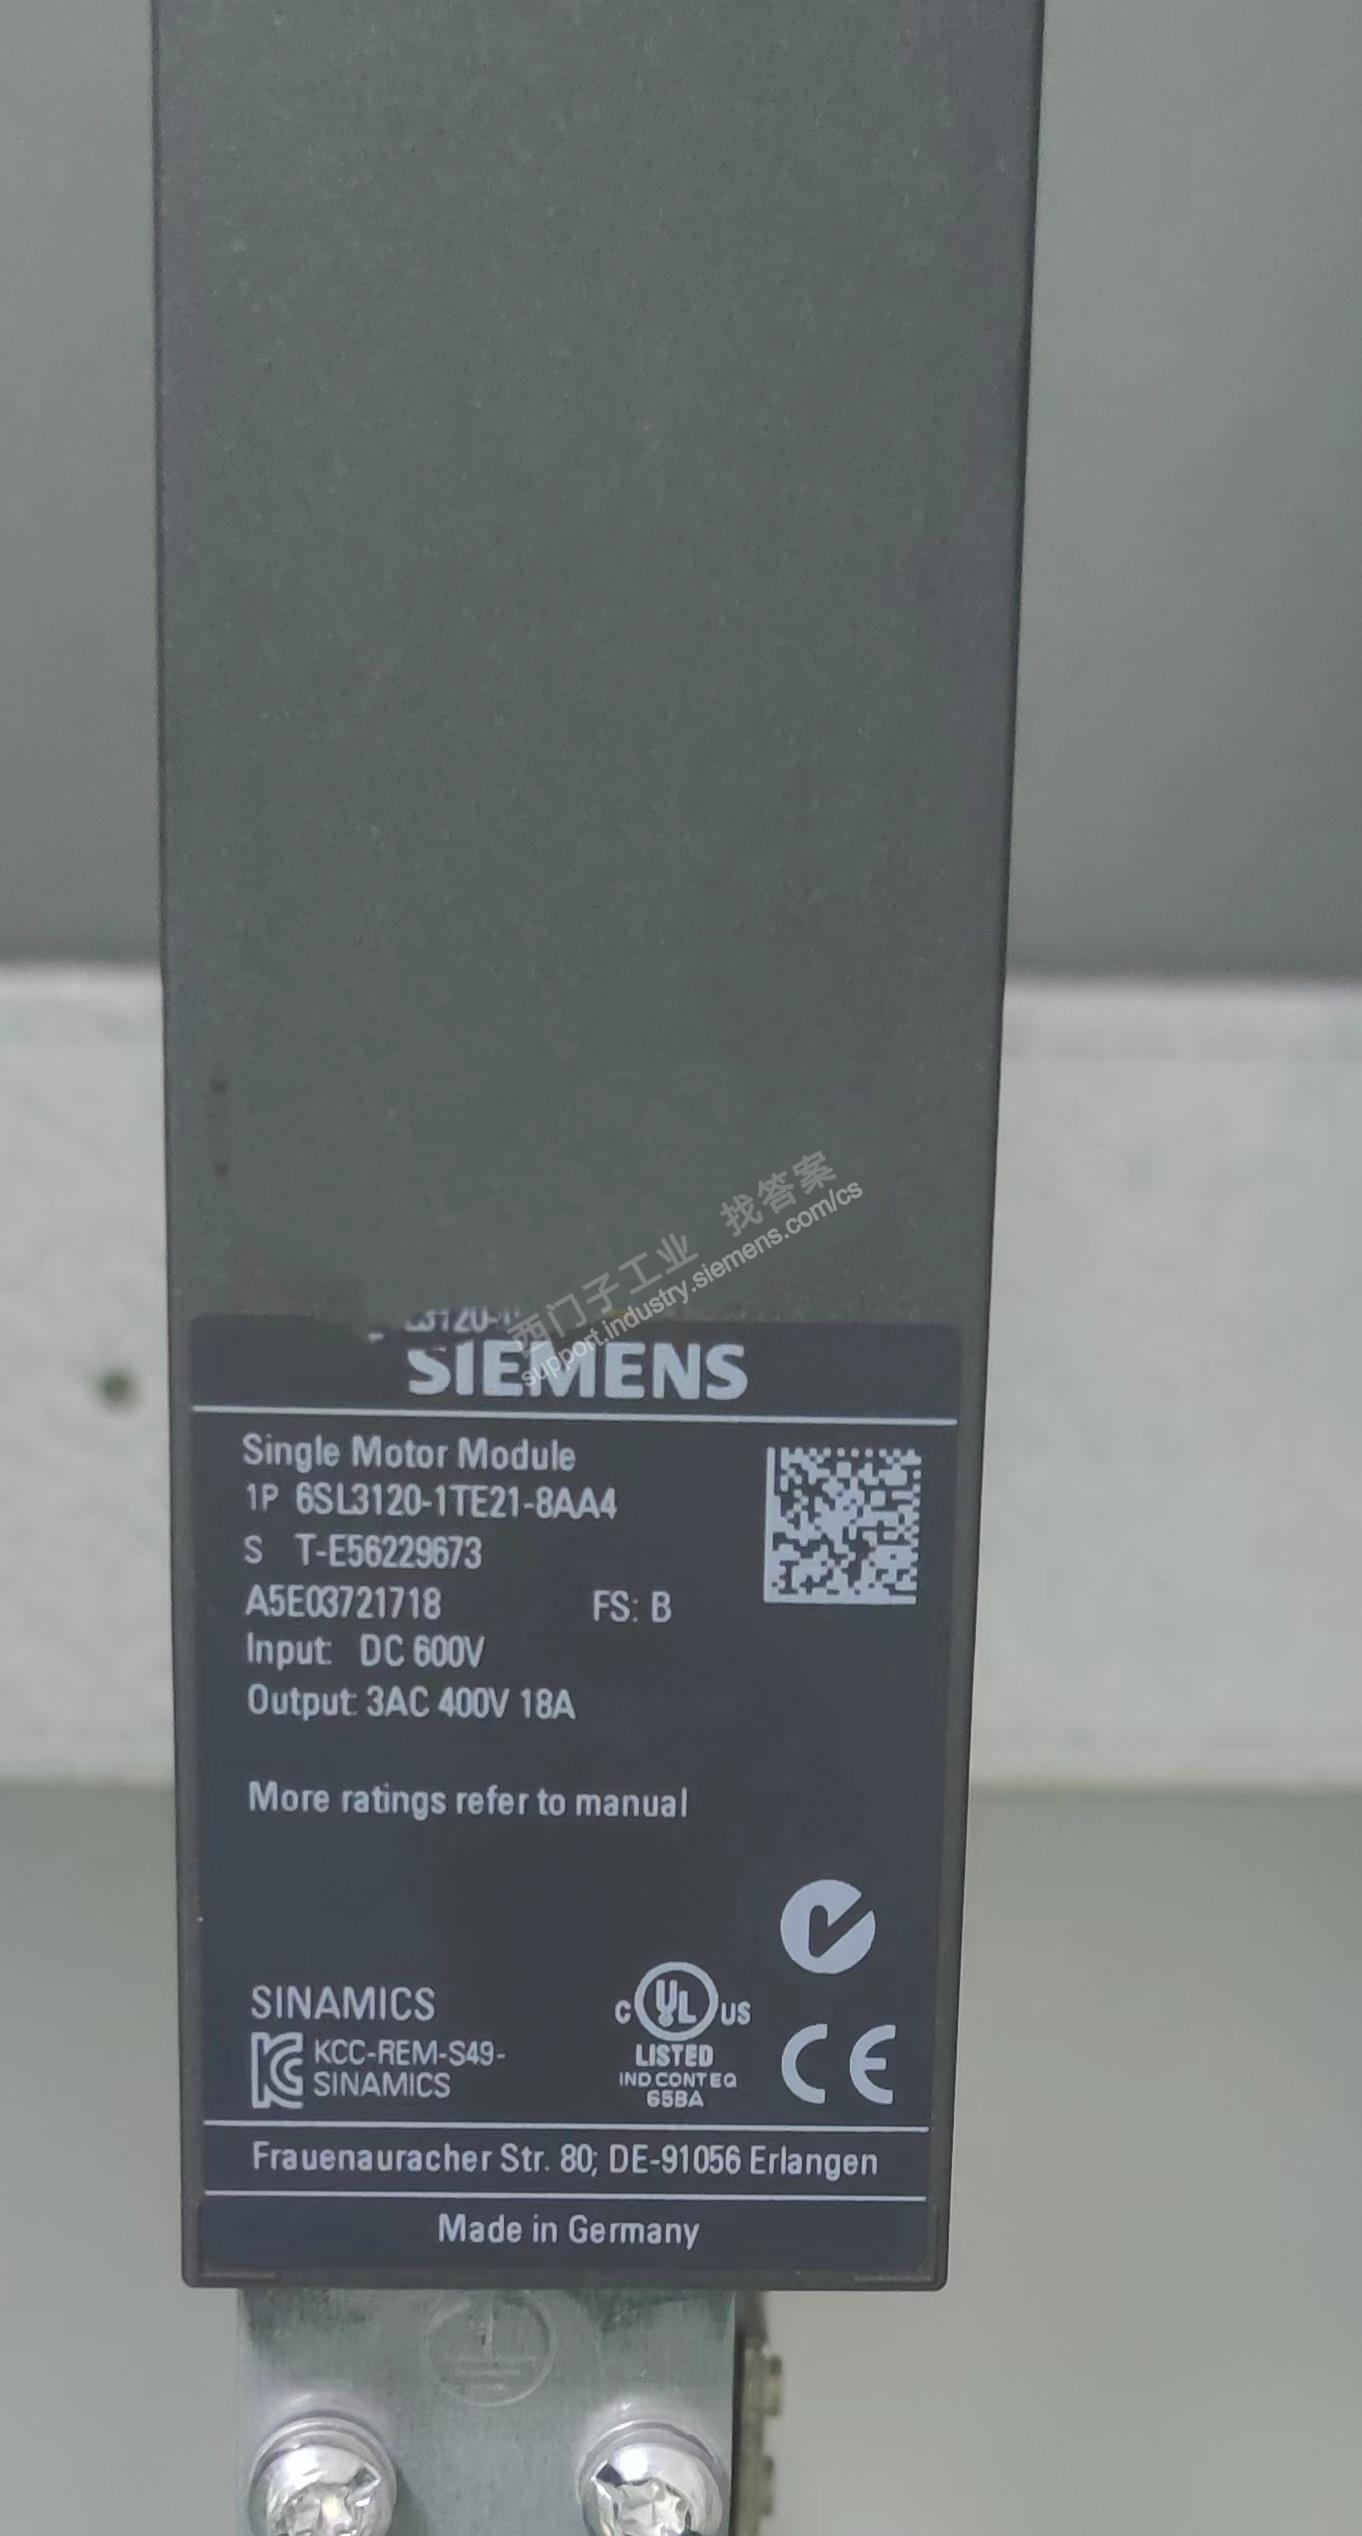 西门子工业 找答案
support.industry.siemens.com/cs
SIEMENS
Single Motor Module
1P 6SL3120-1TE21-8AA4
S T-E56229673
A5E03721718 FS: B
Input: DC 600V
Output: 3AC 400V 18A
More ratings refer to manual
SINAMICS
KCC-REM-S49-
SINAMICS
C UL US
LISTED
IND CONT EQ
65BA
CE
Frauenauracher Str. 80; DE-91056 Erlangen
Made in Germany